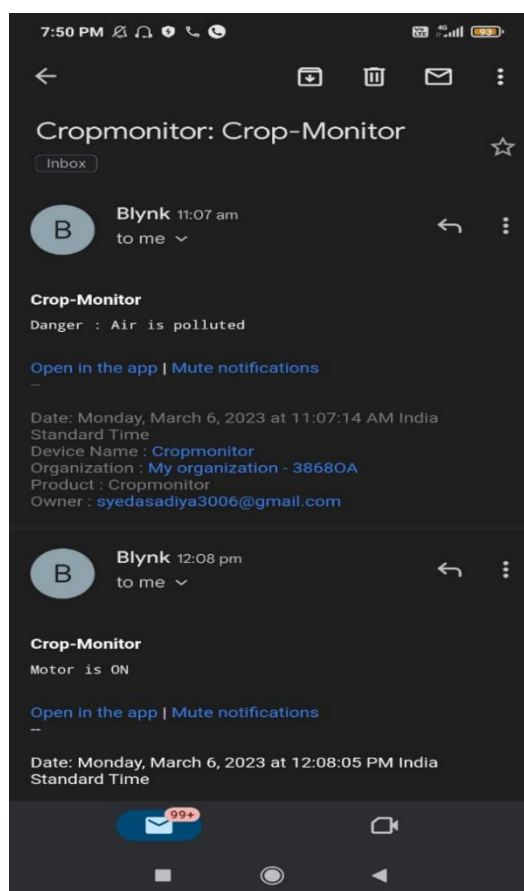 7:50 PM
4G
93
Cropmonitor: Crop-Monitor
Inbox
B
Blynk 11:07 am
to me
Crop-Monitor
Danger : Air is polluted
Open in the app | Mute notifications
--
Date: Monday, March 6, 2023 at 11:07:14 AM India
Standard Time
Device Name : Cropmonitor
Organization : My organization - 3868OA
Product : Cropmonitor
Owner : syedasadiya3006@gmail.com
B
Blynk 12:08 pm
to me
Crop-Monitor
Motor is ON
Open in the app | Mute notifications
--
Date: Monday, March 6, 2023 at 12:08:05 PM India
Standard Time
99+